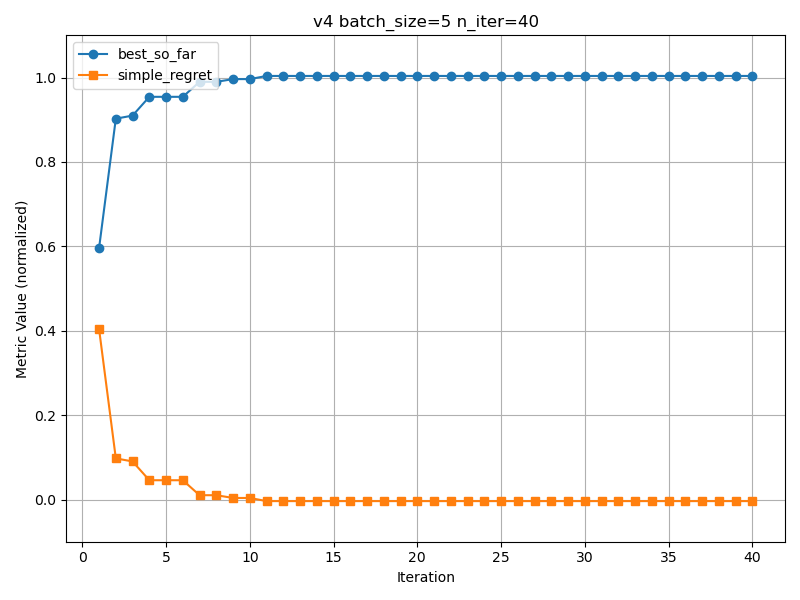 v4 batch_size=5 n_iter=40
best_so_far
simple_regret
Metric Value (normalized)
1.0
0.8
0.6
0.4
0.2
0.0
0 5 10 15 20 25 30 35 40
Iteration